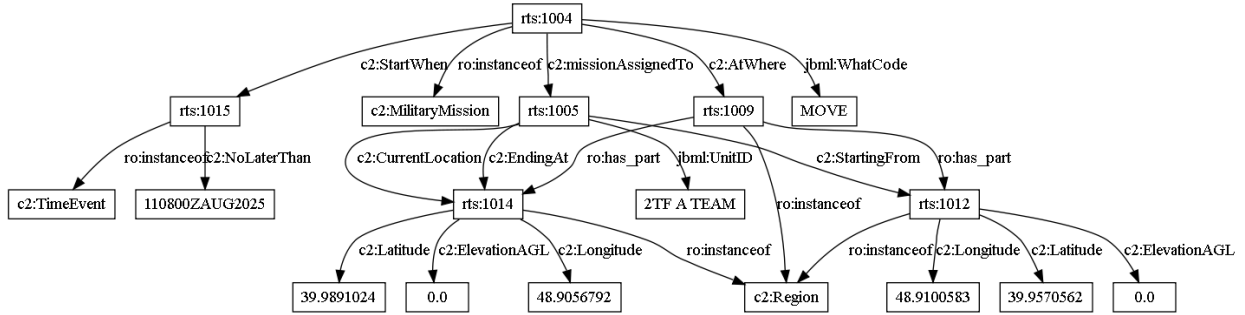 rts:1004
c2:StartWhen
ro:instanceof
c2:missionAssignedTo
c2:AtWhere
jbml:WhatCode
rts:1015
c2:MilitaryMission
rts:1005
rts:1009
MOVE
ro:instanceof
c2:NoLaterThan
c2:CurrentLocation
c2:EndingAt
ro:has_part
jbml:UnitID
c2:StartingFrom
ro:has_part
c2:TimeEvent
110800ZAUG2025
rts:1014
2TF A TEAM
ro:instanceof
rts:1012
c2:Latitude
c2:ElevationAGL
c2:Longitude
ro:instanceof
ro:instanceof
c2:Longitude
c2:Latitude
c2:ElevationAGL
39.9891024
0.0
48.9056792
c2:Region
48.9100583
39.9570562
0.0